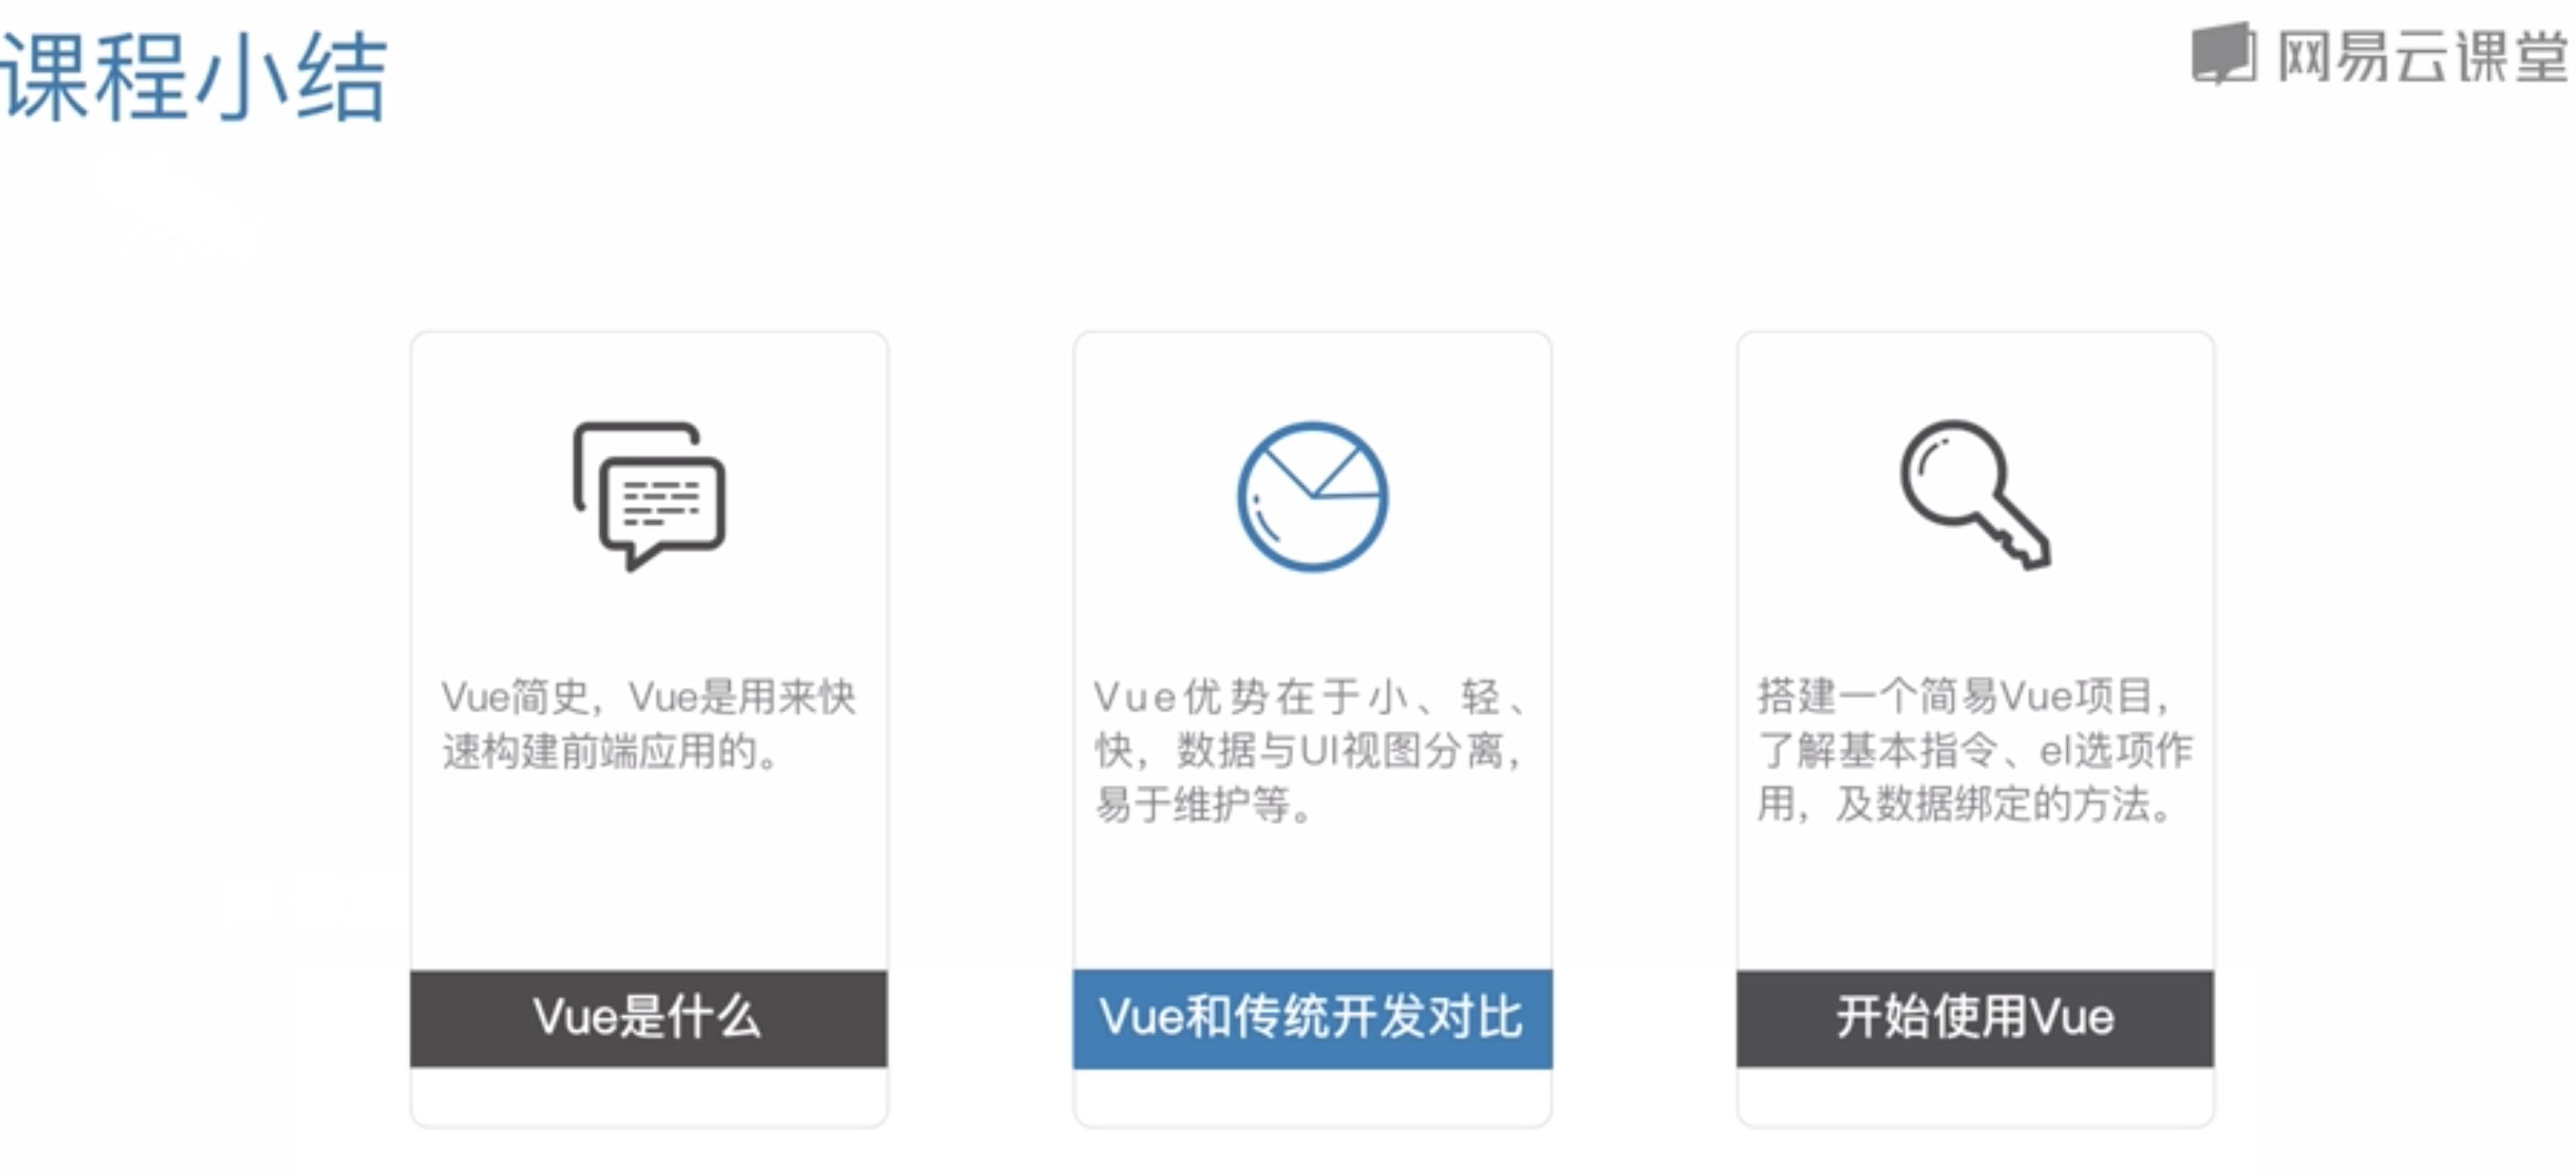 课程小结
网易云课堂
Vue简史，Vue是用来快
速构建前端应用的。
Vue是什么
Vue优势在于小、轻、
快，数据与UI视图分离，
易于维护等。
Vue和传统开发对比
搭建一个简易Vue项目，
了解基本指令、el选项作
用，及数据绑定的方法。
开始使用Vue